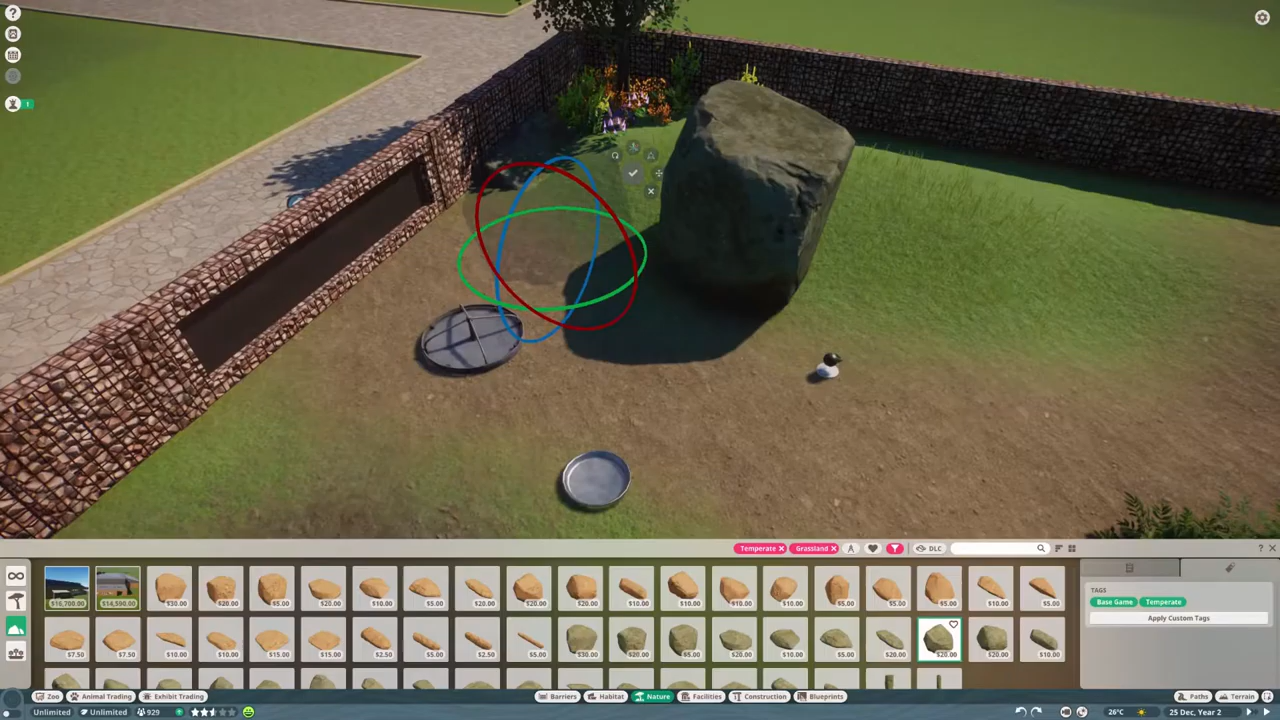 ?
1
Temperate ×
Grassland ×
DLC
? ×
$16,700.00 $14,590.00 $30.00 $20.00 $5.00 $20.00 $10.00 $5.00 $20.00 $20.00 $20.00 $10.00 $10.00 $10.00 $10.00 $5.00 $20.00 $5.00 $10.00 $5.00
TAGS
Base Game Temperate
Apply Custom Tags
$7.50 $7.50 $10.00 $10.00 $15.00 $15.00 $2.50 $5.00 $2.50 $5.00 $30.00 $20.00 $5.00 $20.00 $10.00 $5.00 $20.00 $20.00 $20.00 $10.00
Zoo Animal Trading Exhibit Trading Barriers Habitat Nature Facilities Construction Blueprints Paths Terrain
Unlimited Unlimited 929 26°C 25 Dec, Year 2